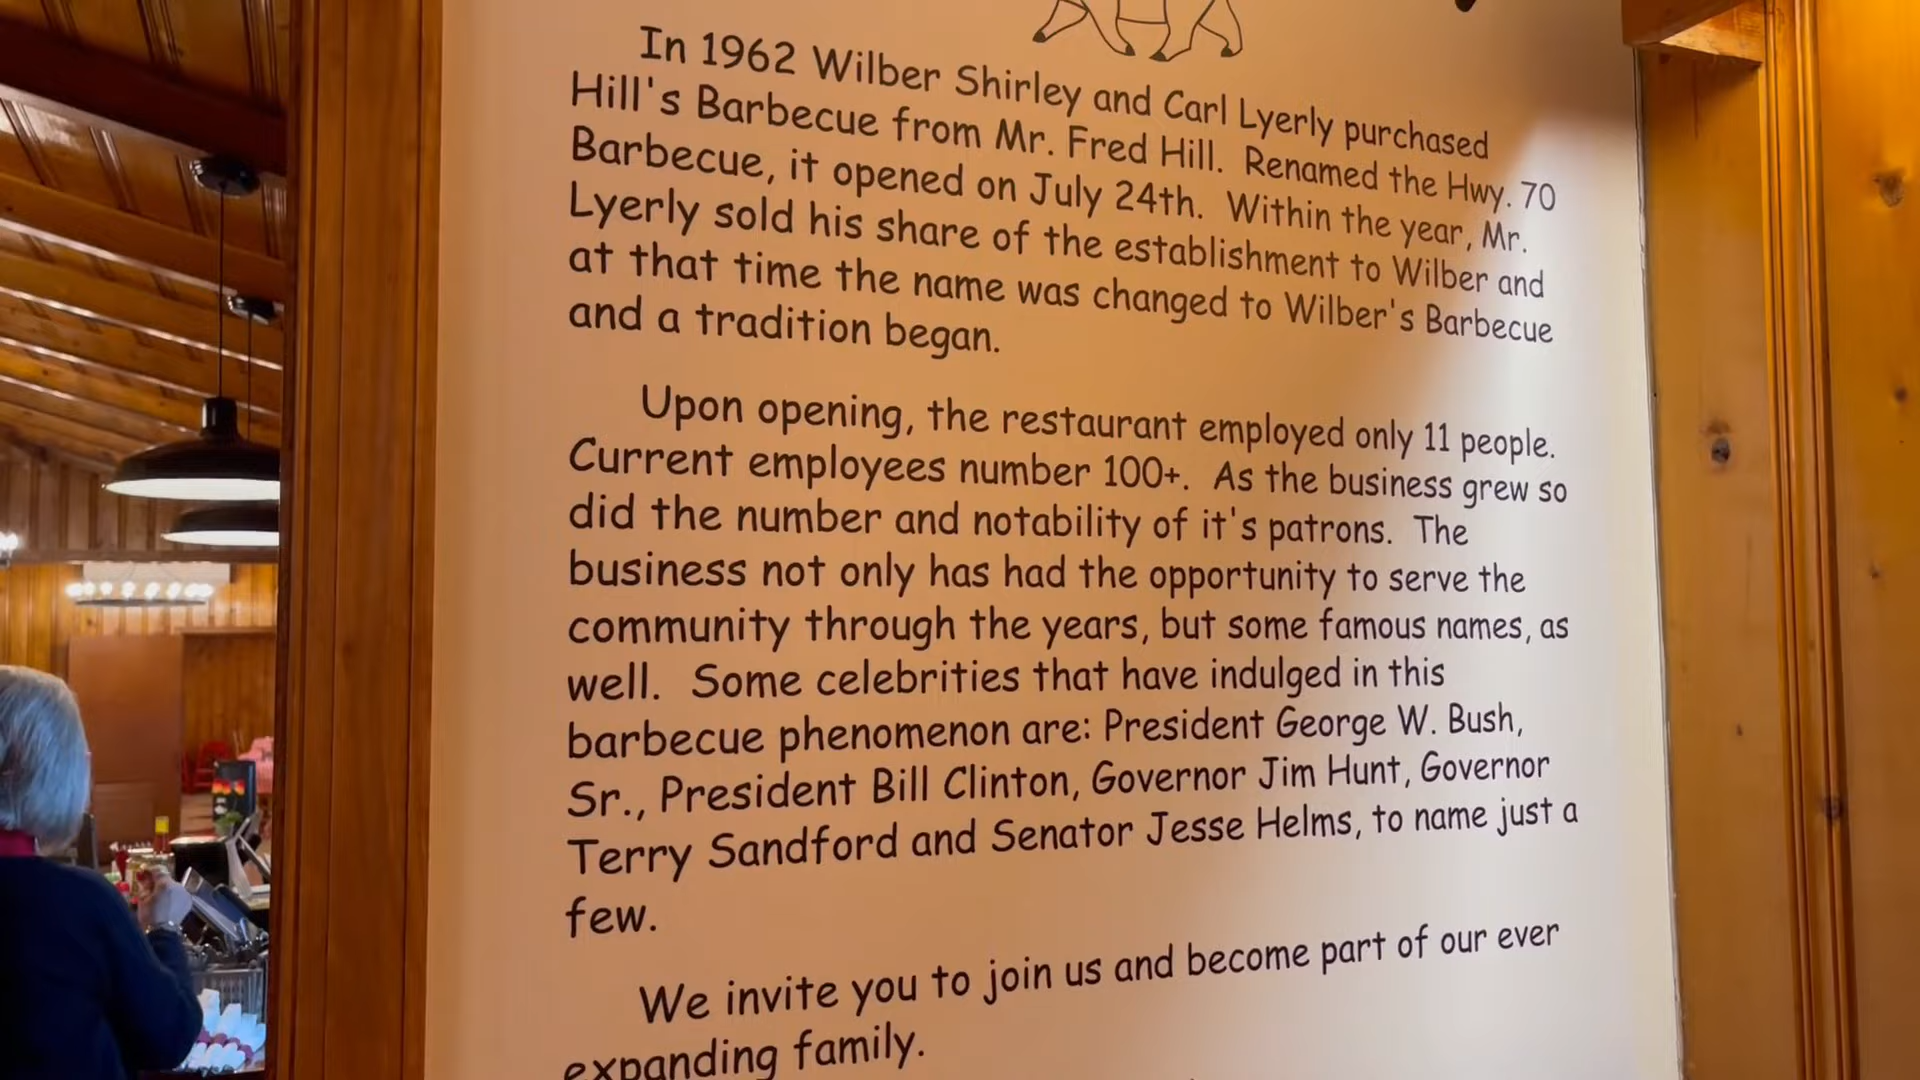 In 1962 Wilber Shirley and Carl Lyerly purchased
Hill's Barbecue from Mr. Fred Hill. Renamed the Hwy. 70
Barbecue, it opened on July 24th. Within the year, Mr.
Lyerly sold his share of the establishment to Wilber and
at that time the name was changed to Wilber's Barbecue
and a tradition began.
Upon opening, the restaurant employed only 11 people.
Current employees number 100+. As the business grew so
did the number and notability of it's patrons. The
business not only has had the opportunity to serve the
community through the years, but some famous names, as
well. Some celebrities that have indulged in this
barbecue phenomenon are: President George W. Bush,
Sr., President Bill Clinton, Governor Jim Hunt, Governor
Terry Sandford and Senator Jesse Helms, to name just a
few.
We invite you to join us and become part of our ever
expanding family.